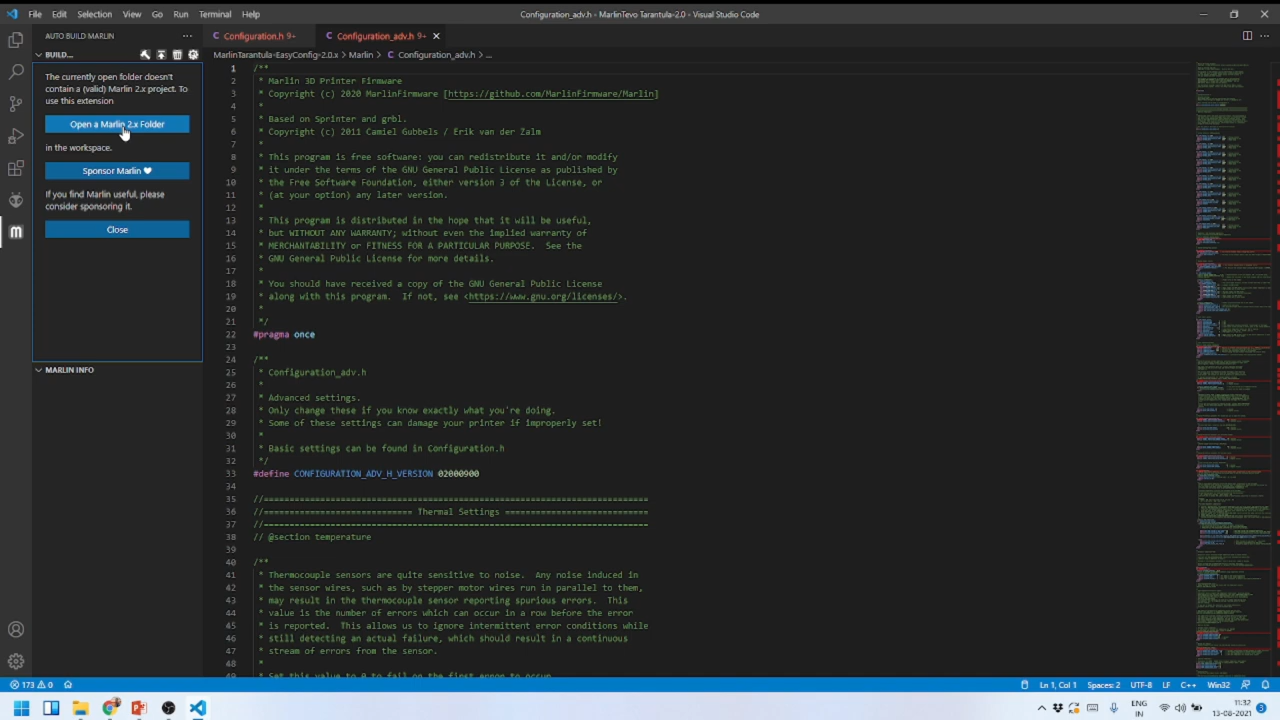 File Edit Selection View Go Run Terminal Help
Configuration_adv.h - MarlinTevo Tarantula-2.0 - Visual Studio Code
AUTO BUILD MARLIN
BUILD...
The currently open folder doesn't
contain a (valid) Marlin 2.x project. To
use this extension
Open a Marlin 2.x Folder
in the workspace.
Sponsor Marlin ♥
If you find Marlin useful, please
consider sponsoring it.
Close
MARLIN INFO
Configuration.h 9+
Configuration_adv.h 9+
MarlinTarantula-EasyConfig-2.0.x > Marlin > Configuration_adv.h > ...
1 /**
2 * Marlin 3D Printer Firmware
3 * Copyright (c) 2020 MarlinFirmware [https://github.com/MarlinFirmware/Marlin]
4 *
5 * Based on Sprinter and grbl.
6 * Copyright (c) 2011 Camiel Gubbels / Erik van der Zalm
7 *
8 * This program is free software: you can redistribute it and/or modify
9 * it under the terms of the GNU General Public License as published by
10 * the Free Software Foundation, either version 3 of the License, or
11 * (at your option) any later version.
12 *
13 * This program is distributed in the hope that it will be useful,
14 * but WITHOUT ANY WARRANTY; without even the implied warranty of
15 * MERCHANTABILITY or FITNESS FOR A PARTICULAR PURPOSE. See the
16 * GNU General Public License for more details.
17 *
18 * You should have received a copy of the GNU General Public License
19 * along with this program. If not, see <https://www.gnu.org/licenses/>.
20 *
21 */
22 #pragma once
23
24 /**
25 * Configuration_adv.h
26 *
27 * Advanced settings.
28 * Only change these if you know exactly what you're doing.
29 * Some of these settings can damage your printer if improperly set!
30 *
31 * Basic settings can be found in Configuration.h
32 */
33 #define CONFIGURATION_ADV_H_VERSION 02000900
34
35 //===========================================================================
36 //============================= Thermal Settings ============================
37 //===========================================================================
38 // @section temperature
39
40 /**
41 * Thermocouple sensors are quite sensitive to noise. Any noise induced in
42 * the sensor wires, such as by stepper motor wires run in parallel to them,
43 * may result in the thermocouple sensor reporting spurious errors. This
44 * value is the number of errors which can occur in a row before the error
45 * is reported. This allows us to ignore intermittent error conditions while
46 * still detecting an actual failure, which should result in a continuous
47 * stream of errors from the sensor.
48 *
* Set this value to 0 to fail on the first error to occur.
173 0
Ln 1, Col 1 Spaces: 2 UTF-8 LF C++ Win32
ENG
IN
11:32
13-08-2021
3